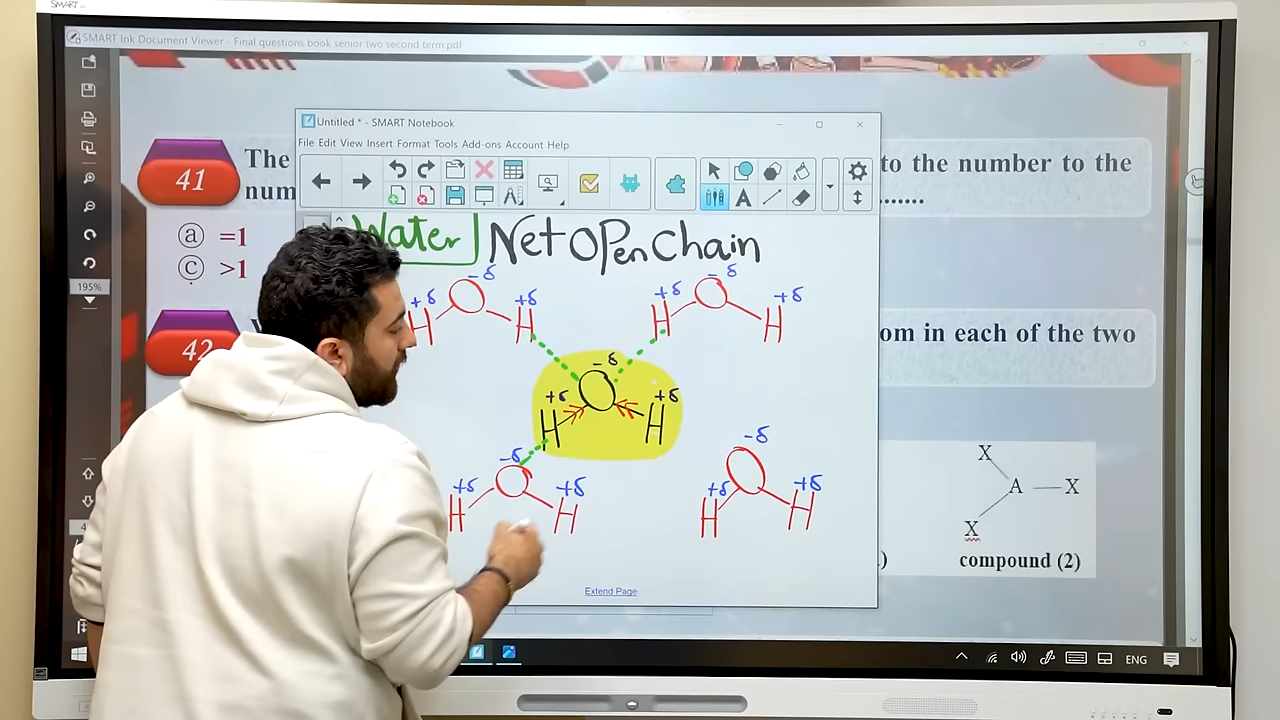 SMART
SMART Ink Document Viewer - Final questions book senior two second term.pdf
41
The
to the number to the
num
........
ⓐ =1
ⓒ >1
42
om in each of the two
195%
Untitled * - SMART Notebook
File Edit View Insert Format Tools Add-ons Account Help
Water Net Open Chain
-δ
-δ
+δ
+δ
+δ
+δ
H
H
H
H
-δ
+δ
+δ
H
H
-δ
-δ
+δ
+δ
+δ
+δ
H
H
H
H
Extend Page
X
A — X
X
) compound (2)
ENG